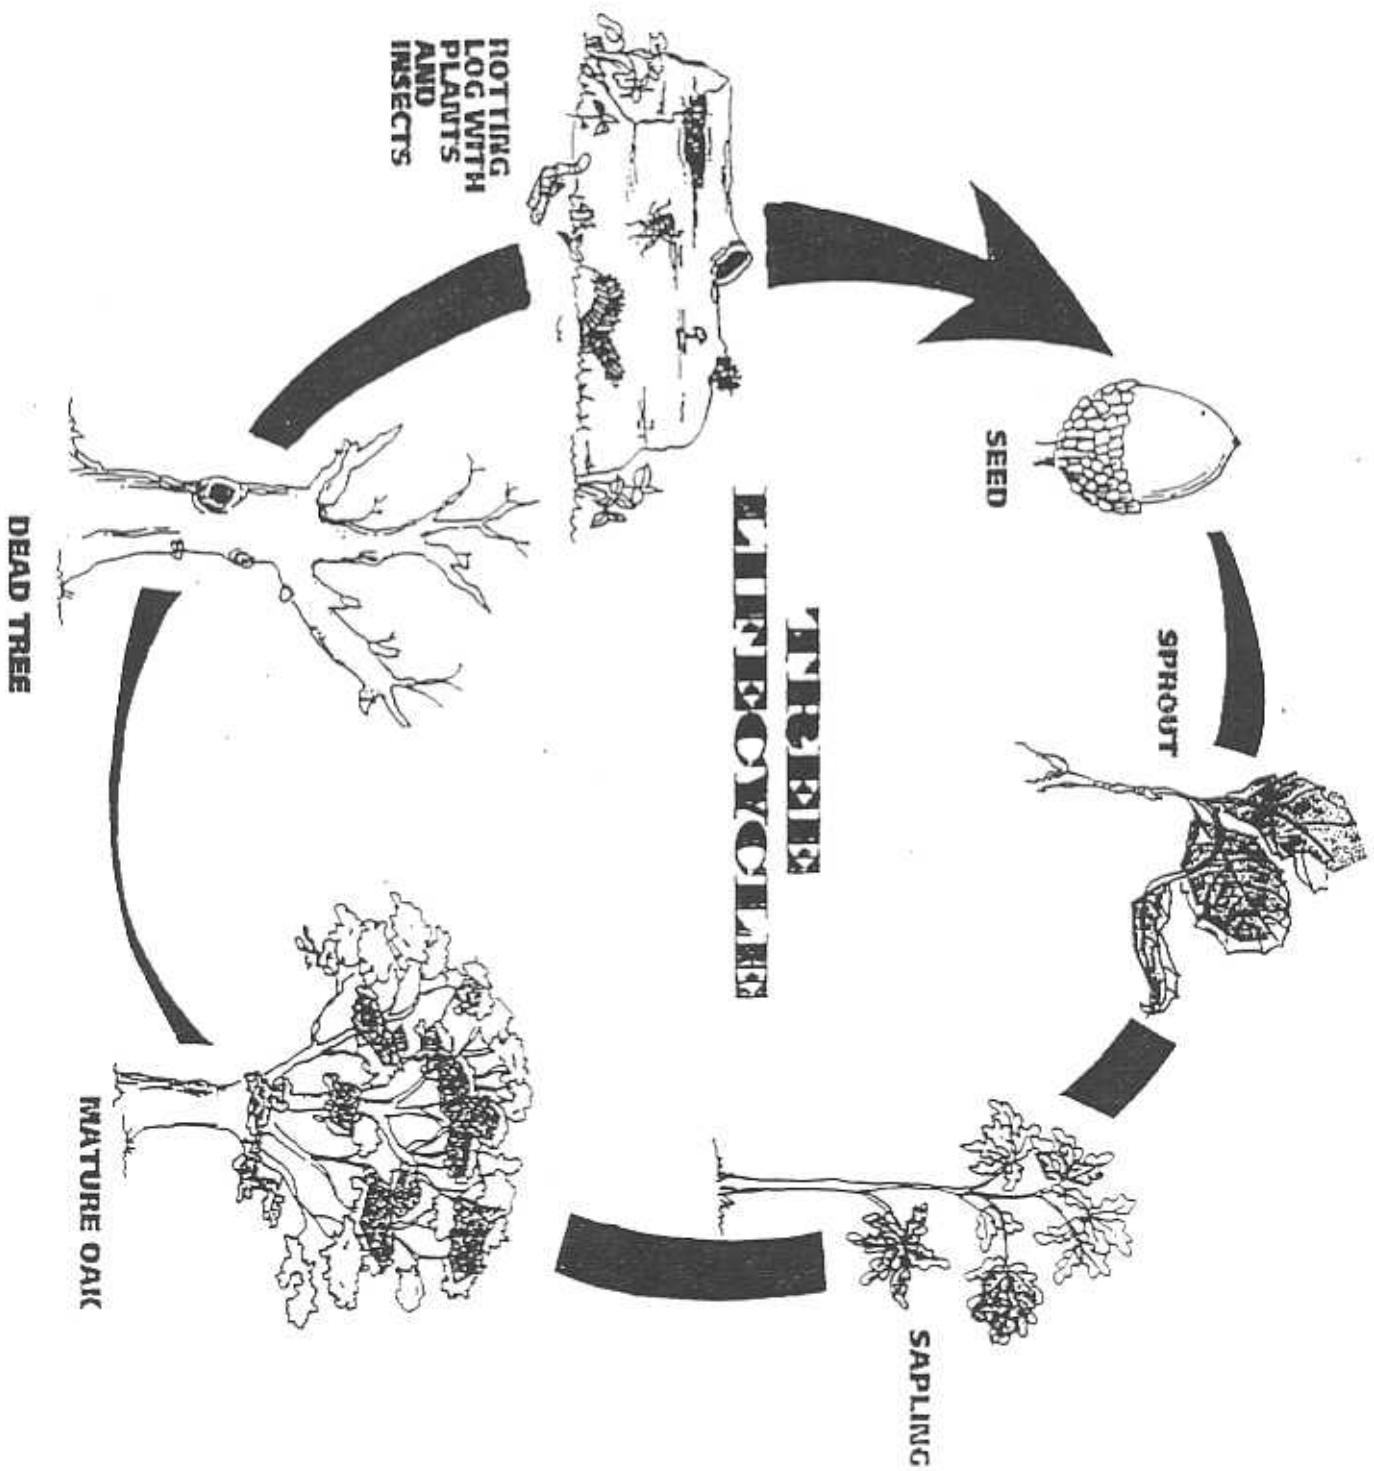 TREE
LIFECYCLE
SEED
SPROUT
SAPLING
MATURE OAK
DEAD TREE
ROTTING
LOG WITH
PLANTS
AND
INSECTS